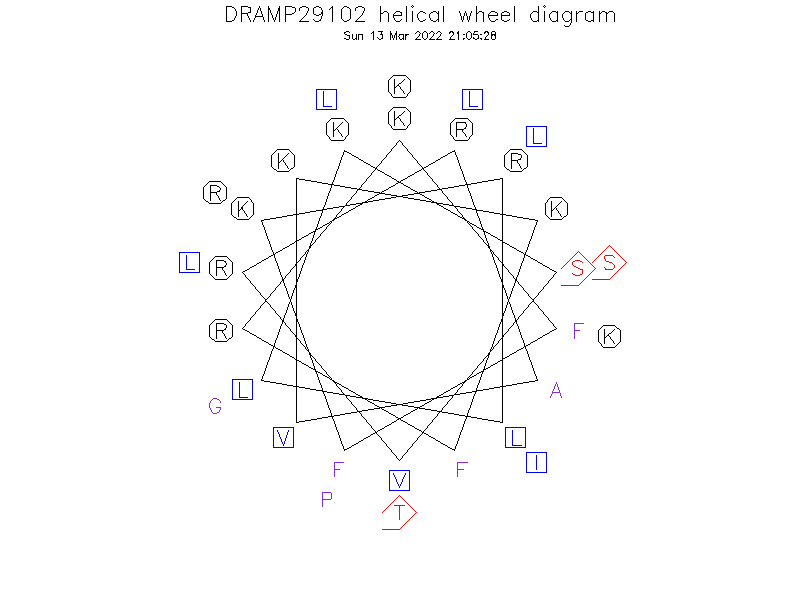 DRAMP29102 helical wheel diagram
Sun 13 Mar 2022 21:05:28
K
L L
K
K R L
K R
R K K
L R S S
R F K
L A
G
V L
F F I
V
P
T